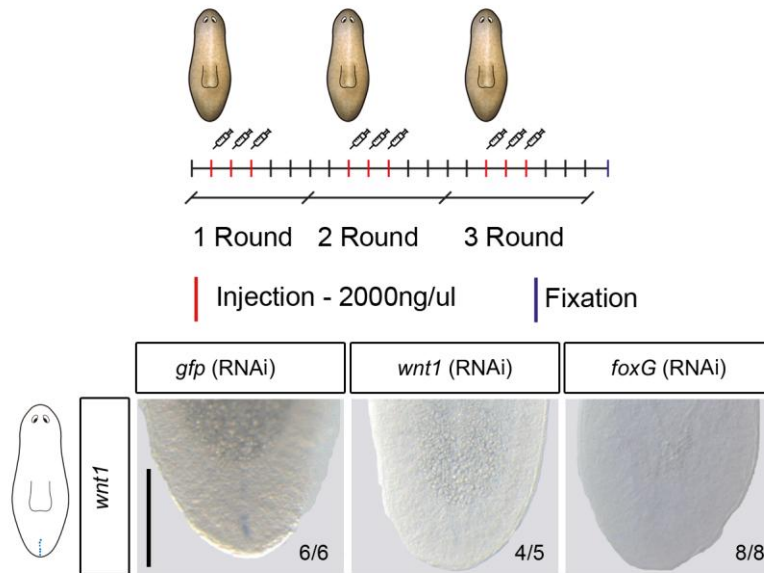 1 Round 2 Round 3 Round
Injection - 2000ng/ul Fixation
gfp (RNAi) wnt1 (RNAi) foxG (RNAi)
wnt1
6/6 4/5 8/8